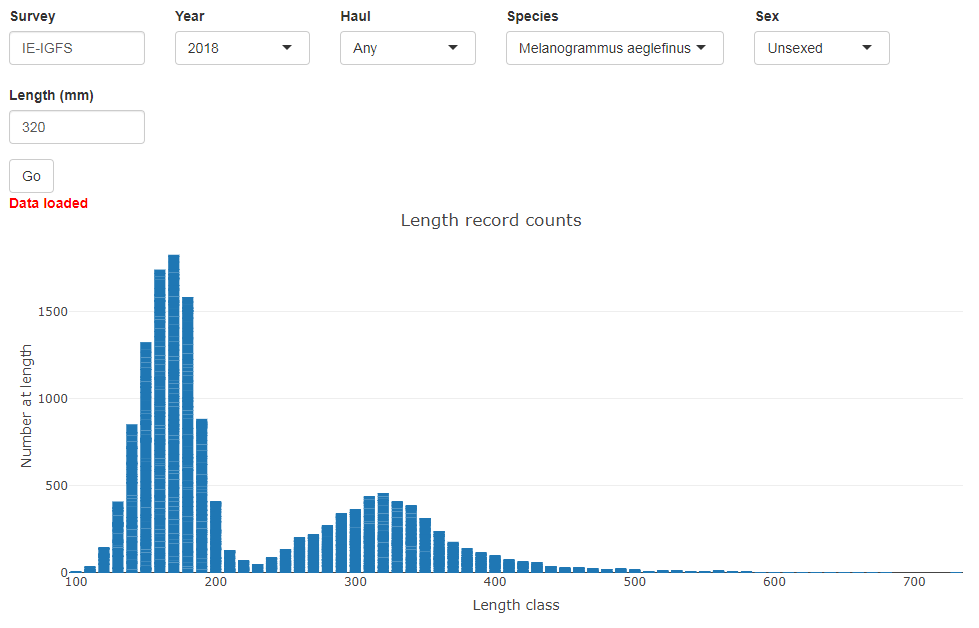 Survey Year Haul Species Sex
IE-IGFS 2018 Any Melanogrammus aeglefinus Unsexed
Length (mm)
320
Go
Data loaded
Length record counts
1500
1000
500
0
Number at length
100 200 300 400 500 600 700
Length class